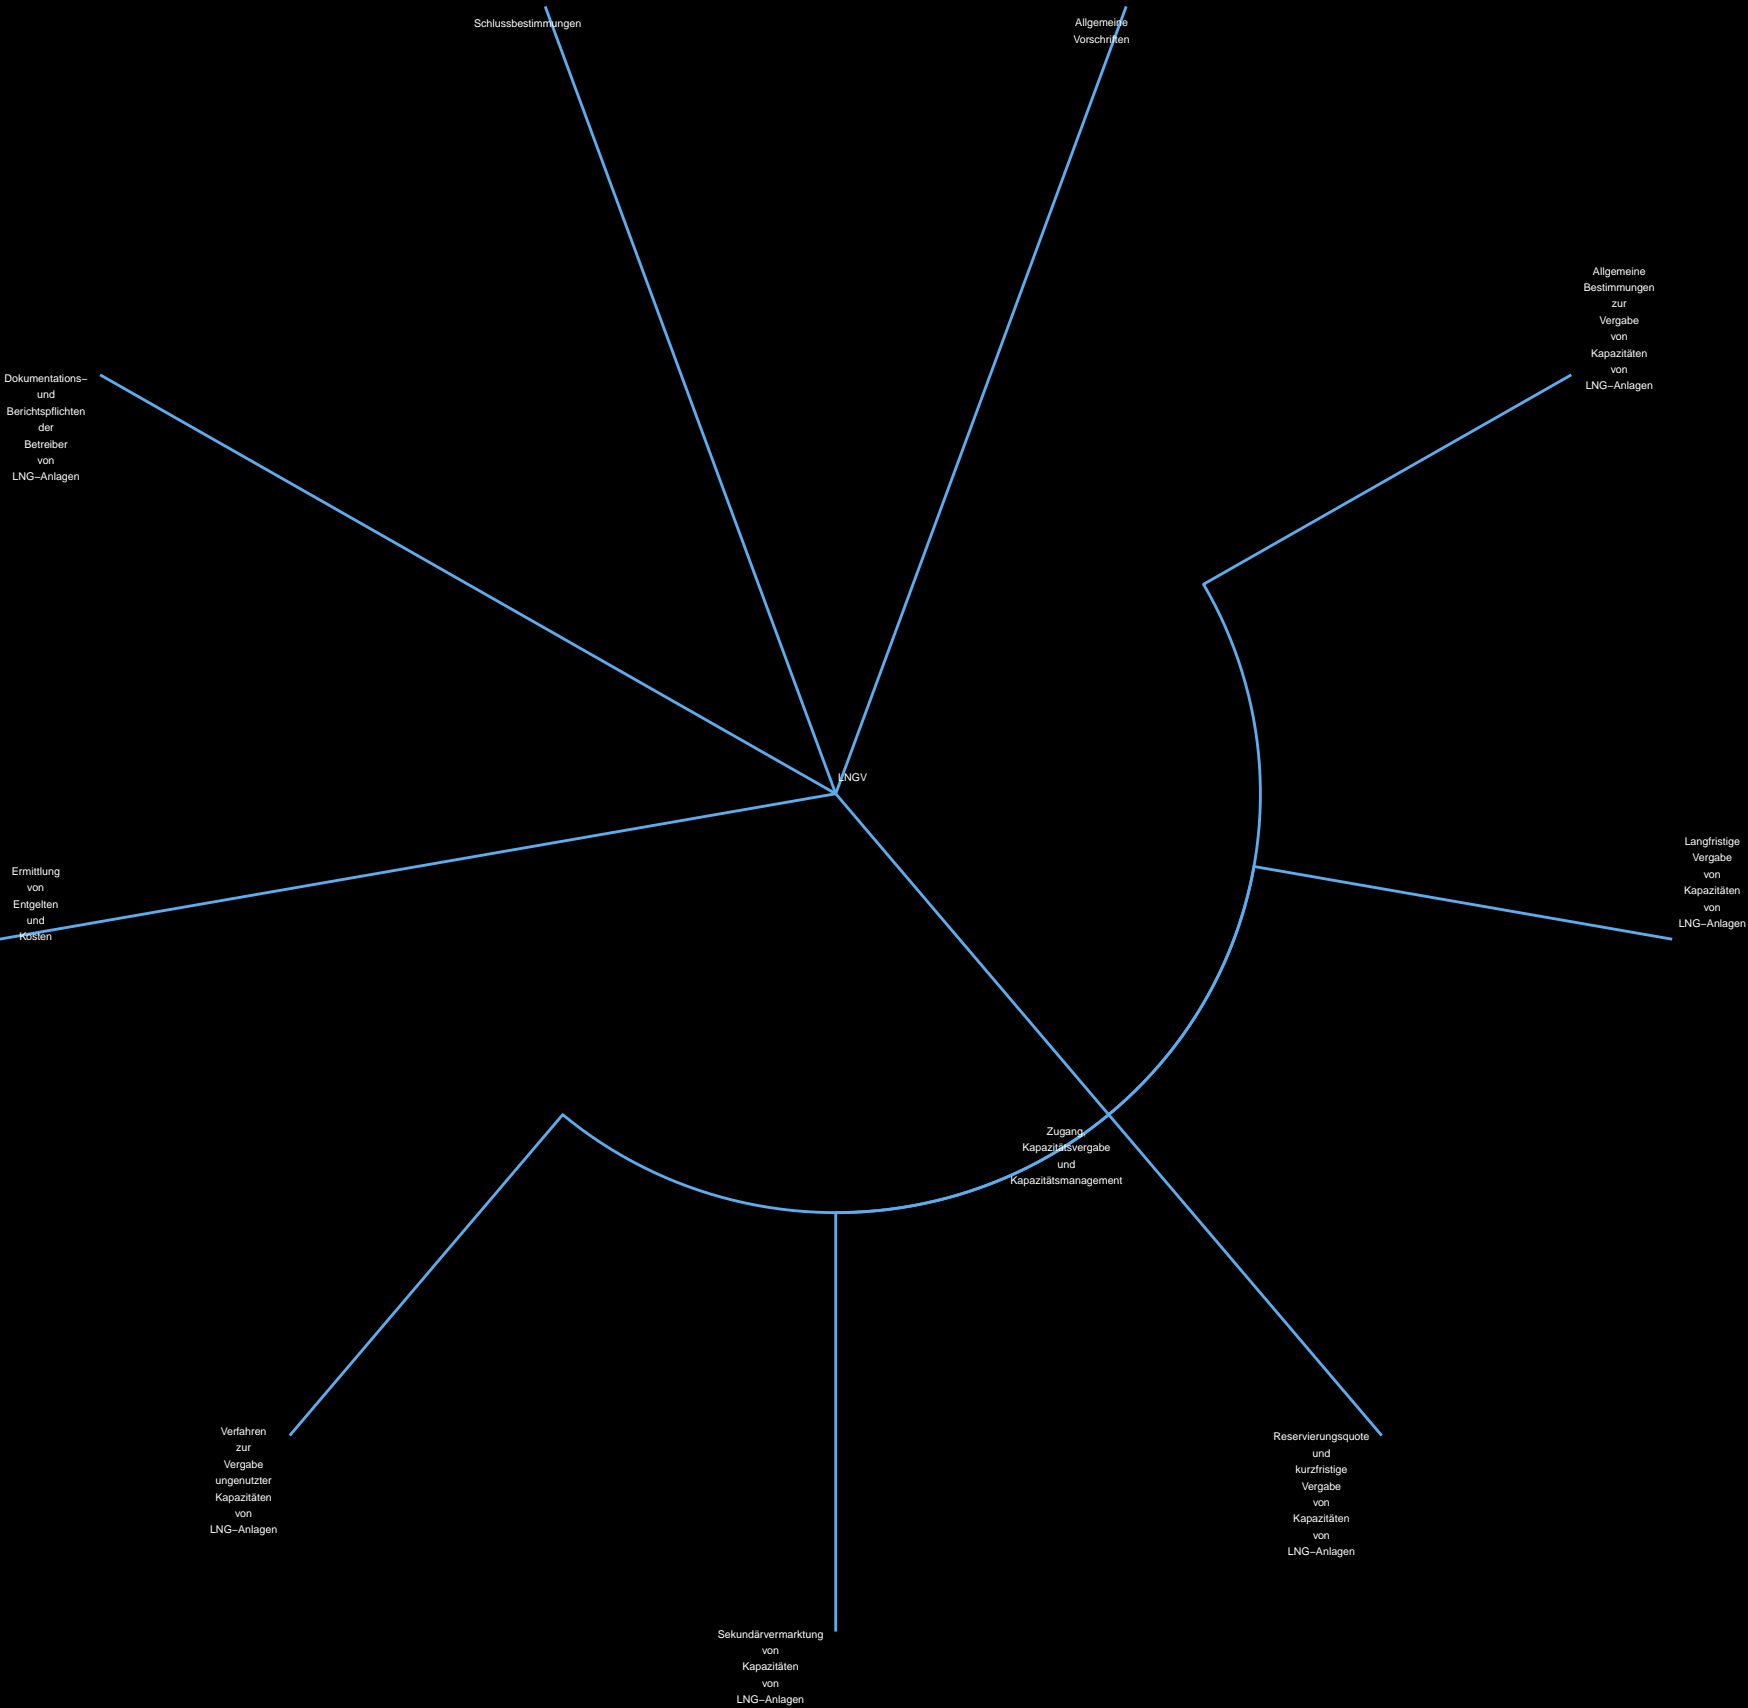 Schlussbestimmungen
Allgemeine
Vorschriften
Allgemeine
Bestimmungen
zur
Vergabe
von
Kapazitäten
von
LNG–Anlagen
Dokumentations–
und
Berichtspflichten
der
Betreiber
von
LNG–Anlagen
LNGV
Langfristige
Vergabe
von
Kapazitäten
von
LNG–Anlagen
Ermittlung
von
Entgelten
und
Kosten
Zugang,
Kapazitätsvergabe
und
Kapazitätsmanagement
Verfahren
zur
Vergabe
ungenutzter
Kapazitäten
von
LNG–Anlagen
Reservierungsquote
und
kurzfristige
Vergabe
von
Kapazitäten
von
LNG–Anlagen
Sekundärvermarktung
von
Kapazitäten
von
LNG–Anlagen